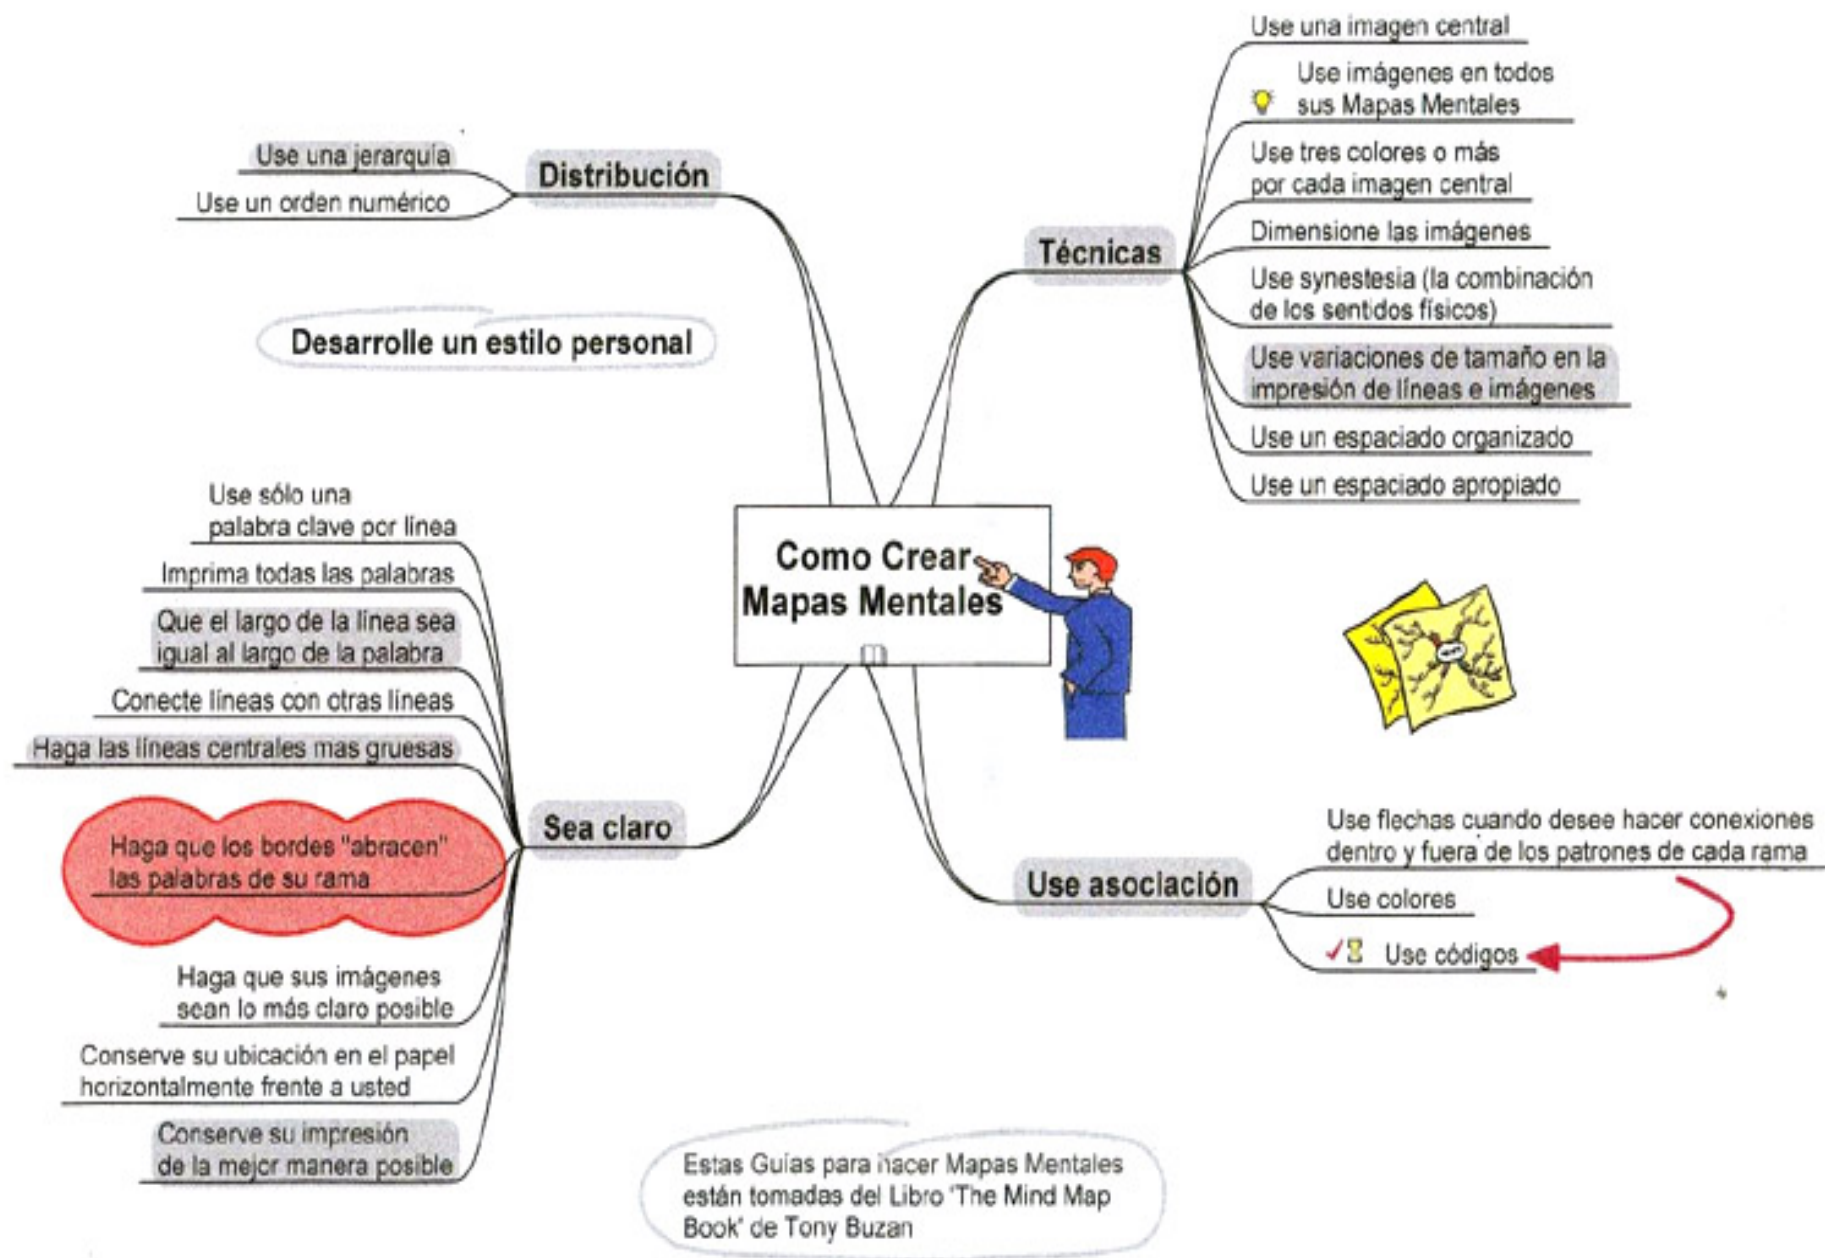 Use una imagen central
Use imágenes en todos
sus Mapas Mentales
Use tres colores o más
por cada imagen central
Dimensione las imágenes
Use synestesia (la combinación
de los sentidos físicos)
Use variaciones de tamaño en la
impresión de líneas e imágenes
Use un espaciado organizado
Use un espaciado apropiado
Técnicas
Use una jerarquía
Use un orden numérico
Distribución
Desarrolle un estilo personal
Como Crear
Mapas Mentales
Use sólo una
palabra clave por línea
Imprima todas las palabras
Que el largo de la línea sea
igual al largo de la palabra
Conecte líneas con otras líneas
Haga las líneas centrales mas gruesas
Haga que los bordes "abracen"
las palabras de su rama
Haga que sus imágenes
sean lo más claro posible
Conserve su ubicación en el papel
horizontalmente frente a usted
Conserve su impresión
de la mejor manera posible
Sea claro
Use asociación
Use flechas cuando desee hacer conexiones
dentro y fuera de los patrones de cada rama
Use colores
Use códigos
Estas Guías para hacer Mapas Mentales
están tomadas del Libro 'The Mind Map
Book' de Tony Buzan